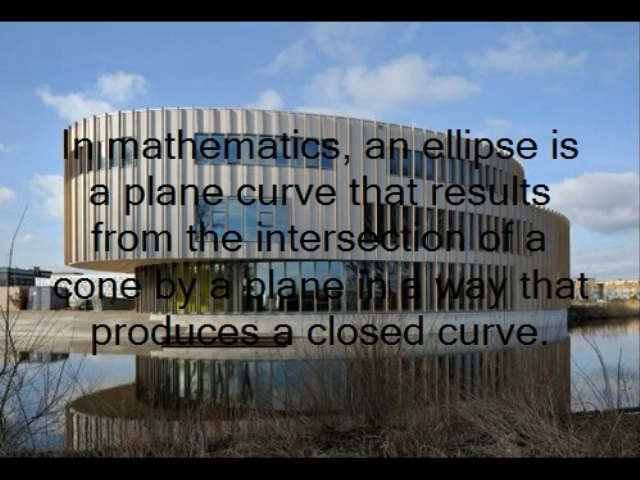 In mathematics, an ellipse is
a plane curve that results
from the intersection of a
cone by a plane in a way that
produces a closed curve.